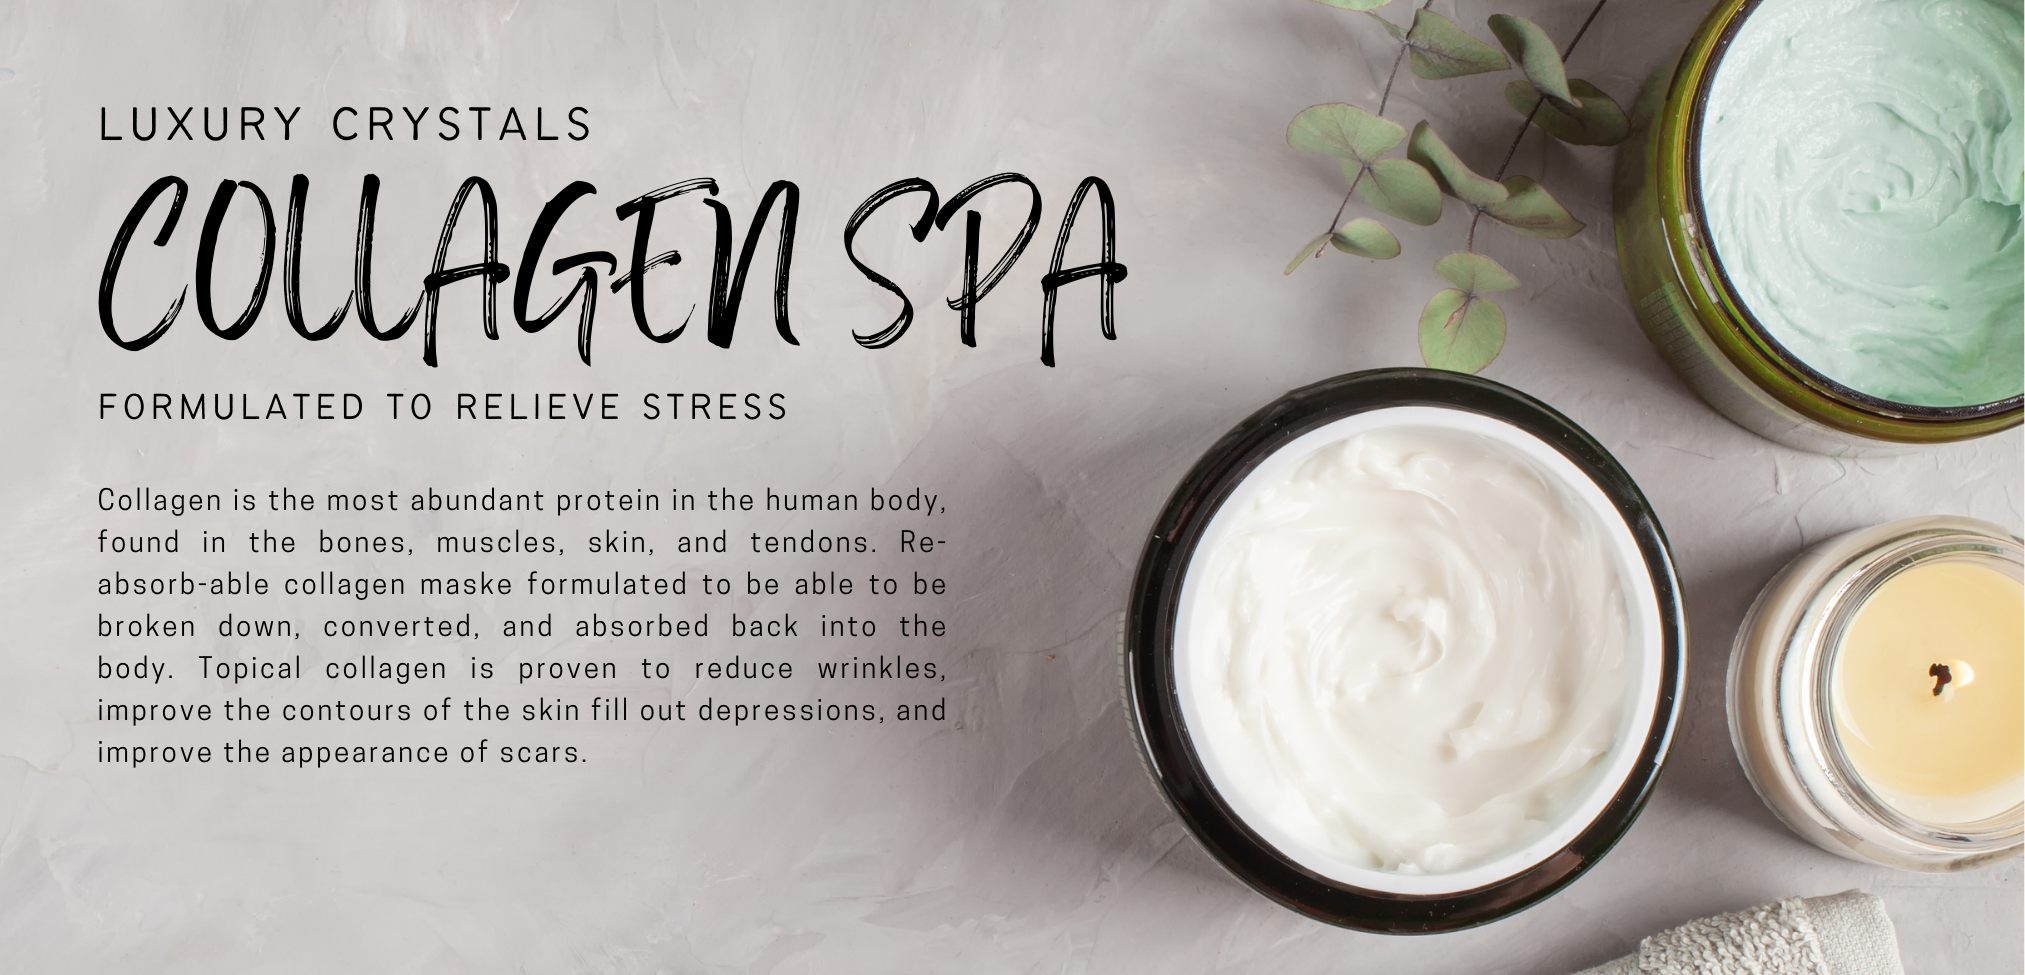 LUXURY CRYSTALS
COLLAGEN SPA
FORMULATED TO RELIEVE STRESS
Collagen is the most abundant protein in the human body,
found in the bones, muscles, skin, and tendons. Re-
absorb-able collagen maske formulated to be able to be
broken down, converted, and absorbed back into the
body. Topical collagen is proven to reduce wrinkles,
improve the contours of the skin fill out depressions, and
improve the appearance of scars.